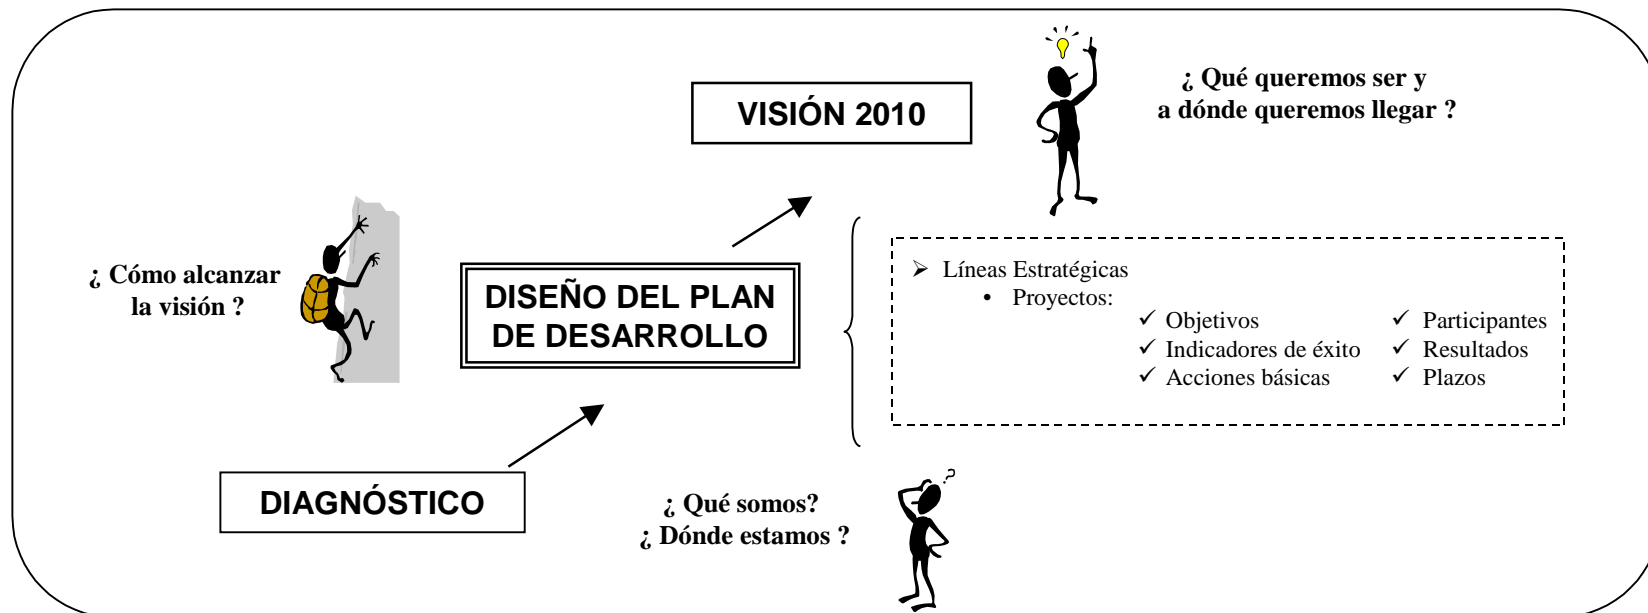 VISIÓN 2010
¿ Qué queremos ser y
a dónde queremos llegar ?
¿ Cómo alcanzar
la visión ?
DISEÑO DEL PLAN
DE DESARROLLO
➢ Líneas Estratégicas
• Proyectos:
✓ Objetivos ✓ Participantes
✓ Indicadores de éxito ✓ Resultados
✓ Acciones básicas ✓ Plazos
DIAGNÓSTICO
¿ Qué somos?
¿ Dónde estamos ?
?